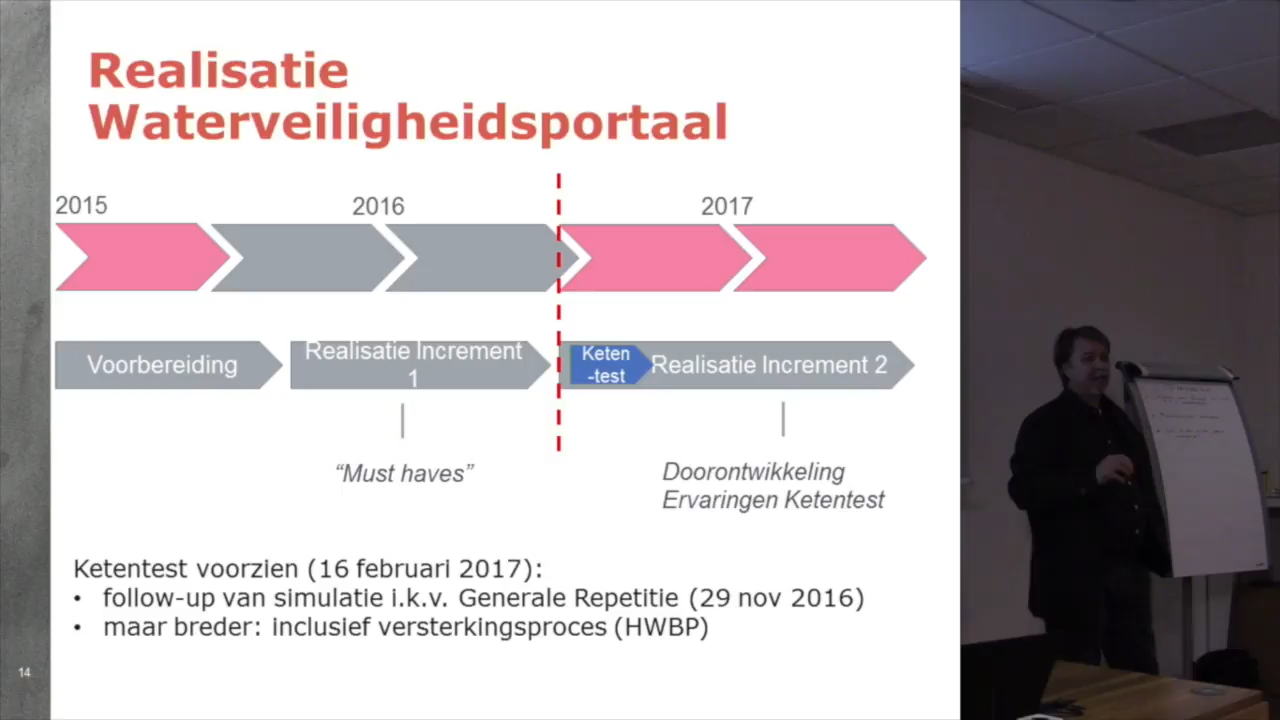 Realisatie
Waterveiligheidsportaal
2015
2016
2017
Voorbereiding
Realisatie Increment
1
Keten
-test
Realisatie Increment 2
“Must haves”
Doorontwikkeling
Ervaringen Ketentest
Ketentest voorzien (16 februari 2017):
• follow-up van simulatie i.k.v. Generale Repetitie (29 nov 2016)
• maar breder: inclusief versterkingsproces (HWBP)
14